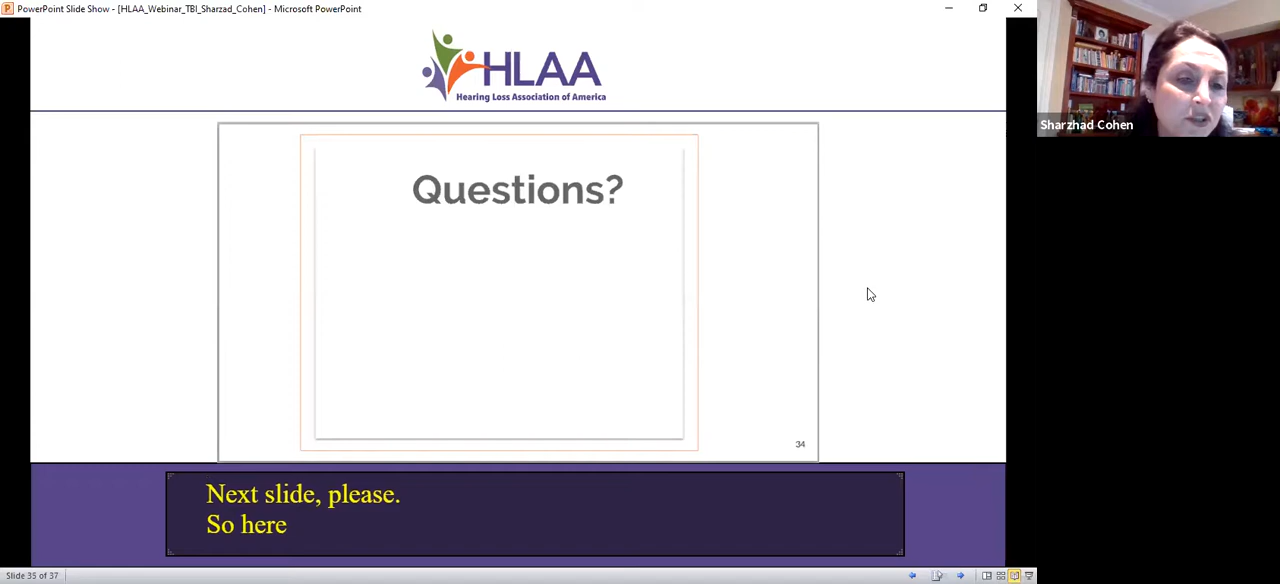 PowerPoint Slide Show - [HLAA_Webinar_TBI_Sharzad_Cohen] - Microsoft PowerPoint
HLAA
Hearing Loss Association of America
Sharzhad Cohen
Questions?
34
Next slide, please.
So here
Slide 35 of 37